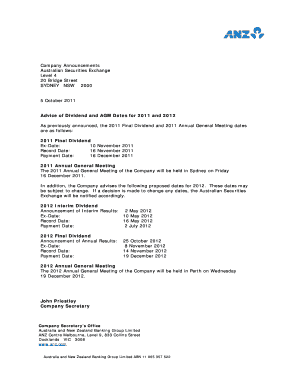 ANZ
Company Announcements
Australian Securities Exchange
Level 4
20 Bridge Street
SYDNEY NSW 2000
5 October 2011
Advice of Dividend and AGM Dates for 2011 and 2012
As previously announced, the 2011 Final Dividend and 2011 Annual General Meeting dates
are as follows:
2011 Final Dividend
Ex-Date: 10 November 2011
Record Date: 16 November 2011
Payment Date: 16 December 2011
2011 Annual General Meeting
The 2011 Annual General Meeting of the Company will be held in Sydney on Friday
16 December 2011.
In addition, the Company advises the following proposed dates for 2012. These dates may
be subject to change. If a decision is made to change any dates, the Australian Securities
Exchange will be notified accordingly.
2012 Interim Dividend
Announcement of Interim Results: 2 May 2012
Ex-Date: 10 May 2012
Record Date: 16 May 2012
Payment Date: 2 July 2012
2012 Final Dividend
Announcement of Annual Results: 25 October 2012
Ex-Date: 8 November 2012
Record Date: 14 November 2012
Payment Date: 19 December 2012
2012 Annual General Meeting
The 2012 Annual General Meeting of the Company will be held in Perth on Wednesday
19 December 2012.
John Priestley
Company Secretary
Company Secretary's Office
Australia and New Zealand Banking Group Limited
ANZ Centre Melbourne, Level 9, 833 Collins Street
Docklands VIC 3008
www.anz.com
Australia and New Zealand Banking Group Limited ABN 11 005 357 522